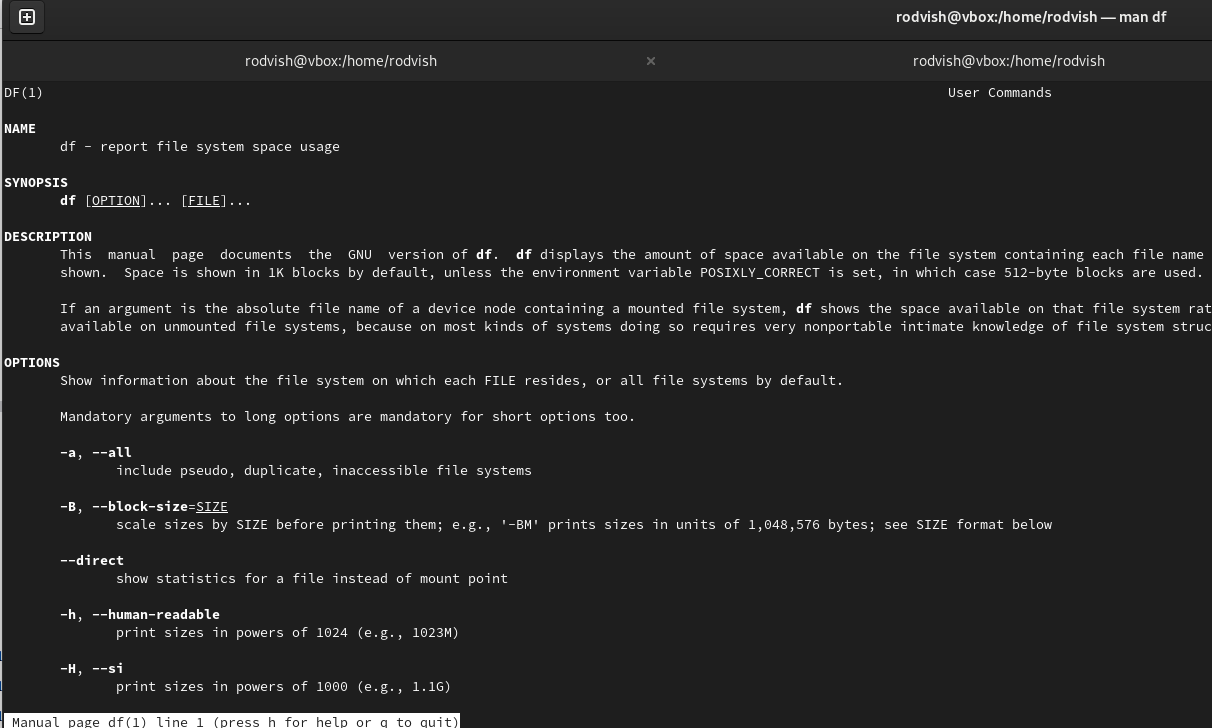 rodvish@vbox:/home/rodvish — man df
rodvish@vbox:/home/rodvish × rodvish@vbox:/home/rodvish
DF(1) User Commands
NAME
df - report file system space usage
SYNOPSIS
df [OPTION]... [FILE]...
DESCRIPTION
This manual page documents the GNU version of df. df displays the amount of space available on the file system containing each file name
shown. Space is shown in 1K blocks by default, unless the environment variable POSIXLY_CORRECT is set, in which case 512-byte blocks are used.
If an argument is the absolute file name of a device node containing a mounted file system, df shows the space available on that file system rat
available on unmounted file systems, because on most kinds of systems doing so requires very nonportable intimate knowledge of file system struc
OPTIONS
Show information about the file system on which each FILE resides, or all file systems by default.
Mandatory arguments to long options are mandatory for short options too.
-a, --all
include pseudo, duplicate, inaccessible file systems
-B, --block-size=SIZE
scale sizes by SIZE before printing them; e.g., '-BM' prints sizes in units of 1,048,576 bytes; see SIZE format below
--direct
show statistics for a file instead of mount point
-h, --human-readable
print sizes in powers of 1024 (e.g., 1023M)
-H, --si
print sizes in powers of 1000 (e.g., 1.1G)
Manual page df(1) line 1 (press h for help or q to quit)